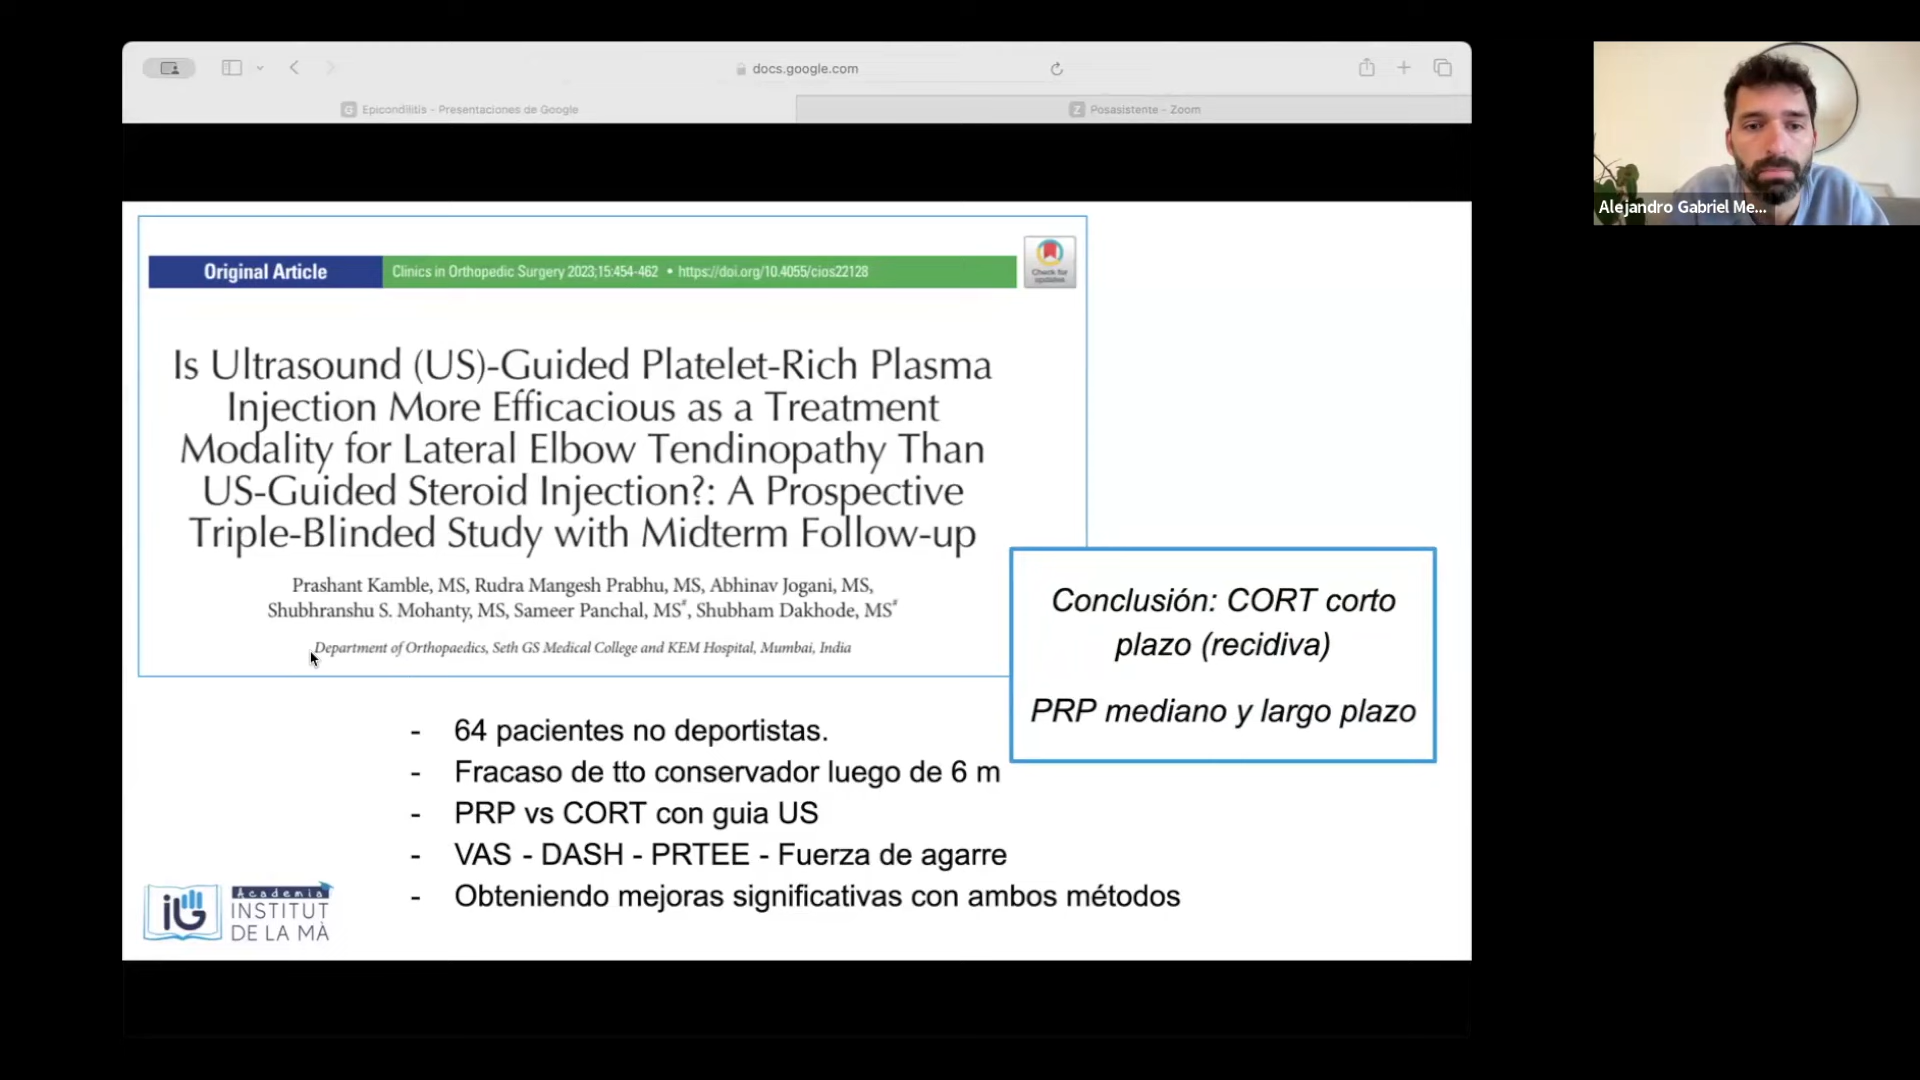 docs.google.com
Epicondilitis - Presentaciones de Google
Posasistente - Zoom
Alejandro Gabriel Me...
Original Article
Clinics in Orthopedic Surgery 2023;15:454-462 • https://doi.org/10.4055/cios22128
Check for
updates
Is Ultrasound (US)-Guided Platelet-Rich Plasma
Injection More Efficacious as a Treatment
Modality for Lateral Elbow Tendinopathy Than
US-Guided Steroid Injection?: A Prospective
Triple-Blinded Study with Midterm Follow-up
Prashant Kamble, MS, Rudra Mangesh Prabhu, MS, Abhinav Jogani, MS,
Shubhranshu S. Mohanty, MS, Sameer Panchal, MS#, Shubham Dakhode, MS#
Department of Orthopaedics, Seth GS Medical College and KEM Hospital, Mumbai, India
Conclusión: CORT corto
plazo (recidiva)
PRP mediano y largo plazo
- 64 pacientes no deportistas.
- Fracaso de tto conservador luego de 6 m
- PRP vs CORT con guia US
- VAS - DASH - PRTEE - Fuerza de agarre
- Obteniendo mejoras significativas con ambos métodos
Academia
INSTITUT
DE LA MÀ